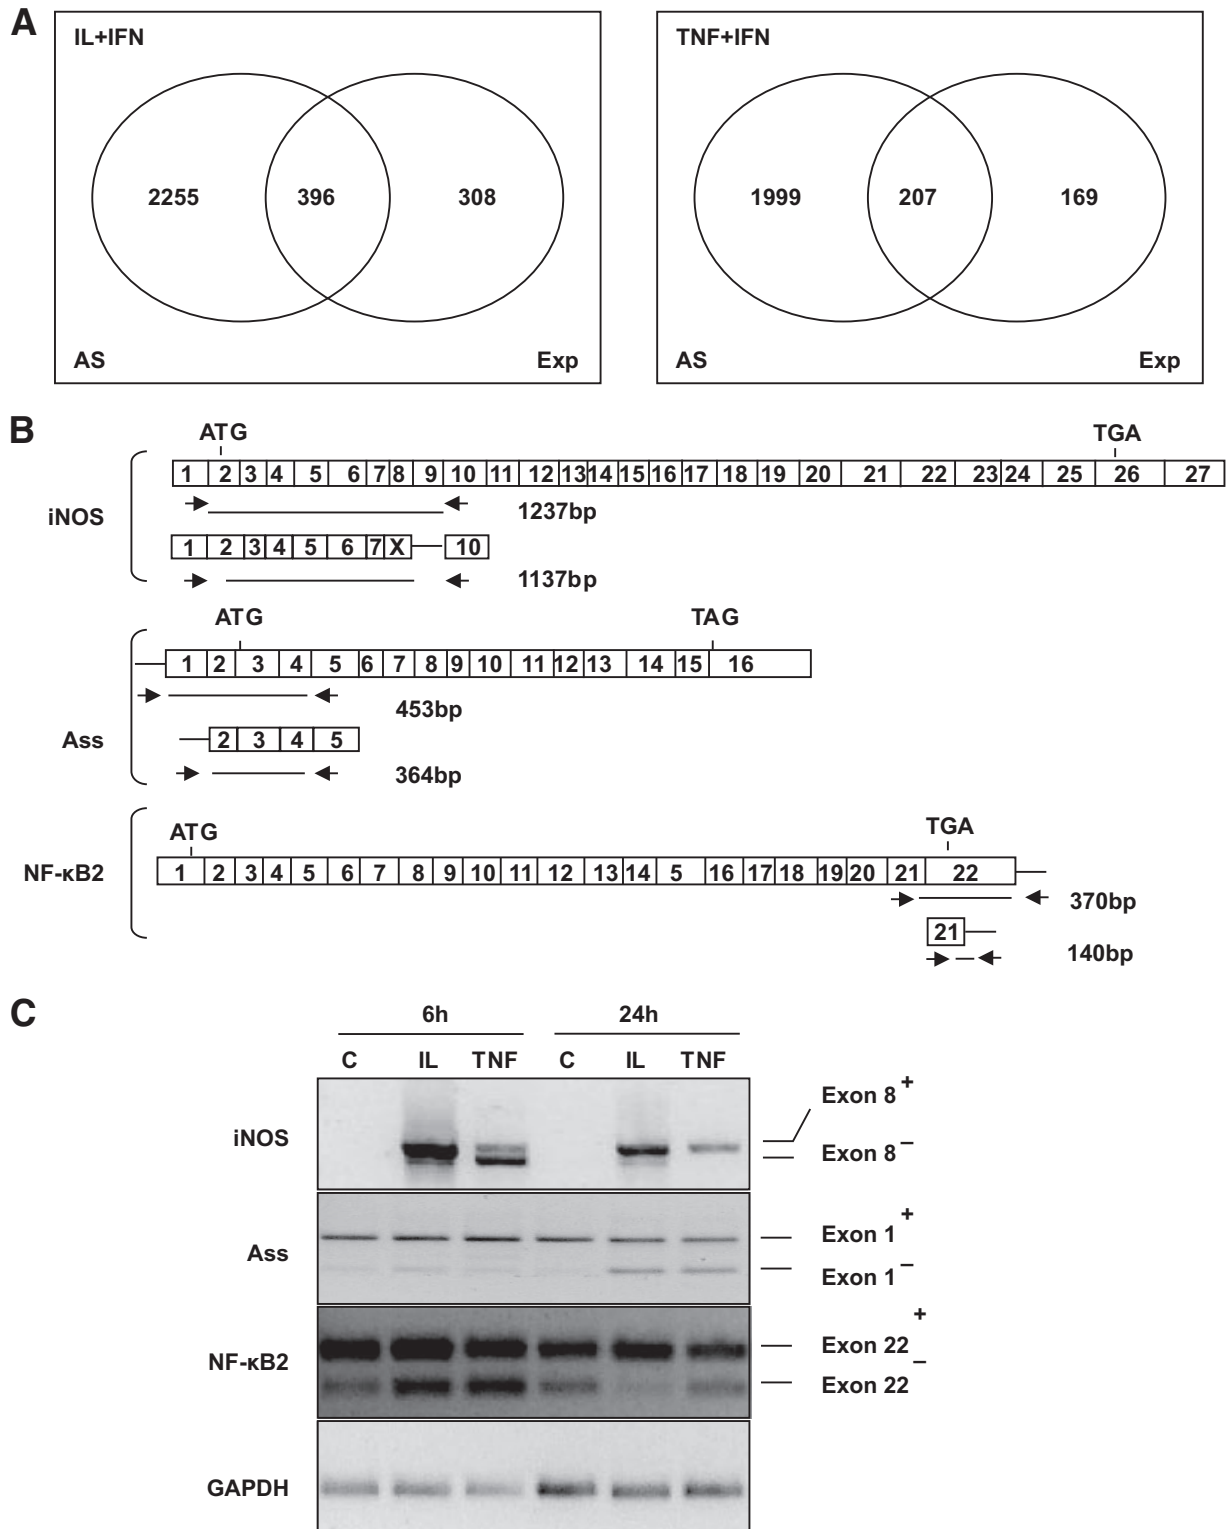 A
IL+IFN
2255 396 308
AS Exp
TNF+IFN
1999 207 169
AS Exp
B
iNOS
ATG TGA
1 2 3 4 5 6 7 8 9 10 11 12 13 14 15 16 17 18 19 20 21 22 23 24 25 26 27
1237bp
1 2 3 4 5 6 7 X 10
1137bp
Ass
ATG TAG
1 2 3 4 5 6 7 8 9 10 11 12 13 14 15 16
453bp
2 3 4 5
364bp
NF-κB2
ATG TGA
1 2 3 4 5 6 7 8 9 10 11 12 13 14 5 16 17 18 19 20 21 22
370bp
21
140bp
C
6h 24h
C IL TNF C IL TNF
iNOS
Exon 8+
Exon 8−
Ass
Exon 1+
Exon 1−
NF-κB2
Exon 22+
Exon 22−
GAPDH